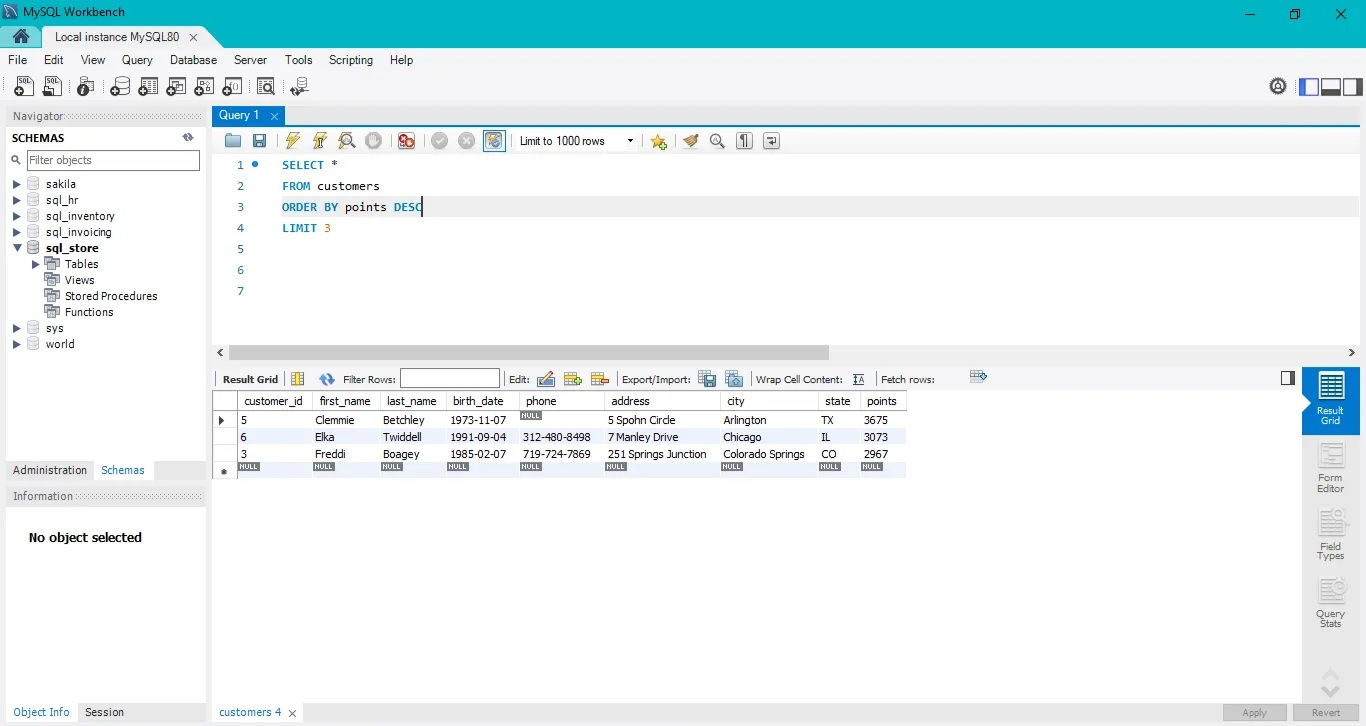 MySQL Workbench
Local instance MySQL80
File Edit View Query Database Server Tools Scripting Help
Navigator
SCHEMAS
Filter objects
sakila
sql_hr
sql_inventory
sql_invoicing
sql_store
Tables
Views
Stored Procedures
Functions
sys
world
Administration Schemas
Information
No object selected
Object Info Session
Query 1
Limit to 1000 rows
1 SELECT *
2 FROM customers
3 ORDER BY points DESC
4 LIMIT 3
5
6
7
Result Grid Filter Rows: Edit: Export/Import: Wrap Cell Content: Fetch rows:
customer_id first_name last_name birth_date phone address city state points
5 Clemmie Betchley 1973-11-07 NULL 5 Spohn Circle Arlington TX 3675
6 Elka Twiddell 1991-09-04 312-480-8498 7 Manley Drive Chicago IL 3073
3 Freddi Boagey 1985-02-07 719-724-7869 251 Springs Junction Colorado Springs CO 2967
NULL NULL NULL NULL NULL NULL NULL NULL NULL
Result
Grid
Form
Editor
Field
Types
Query
Stats
customers 4
Apply Revert